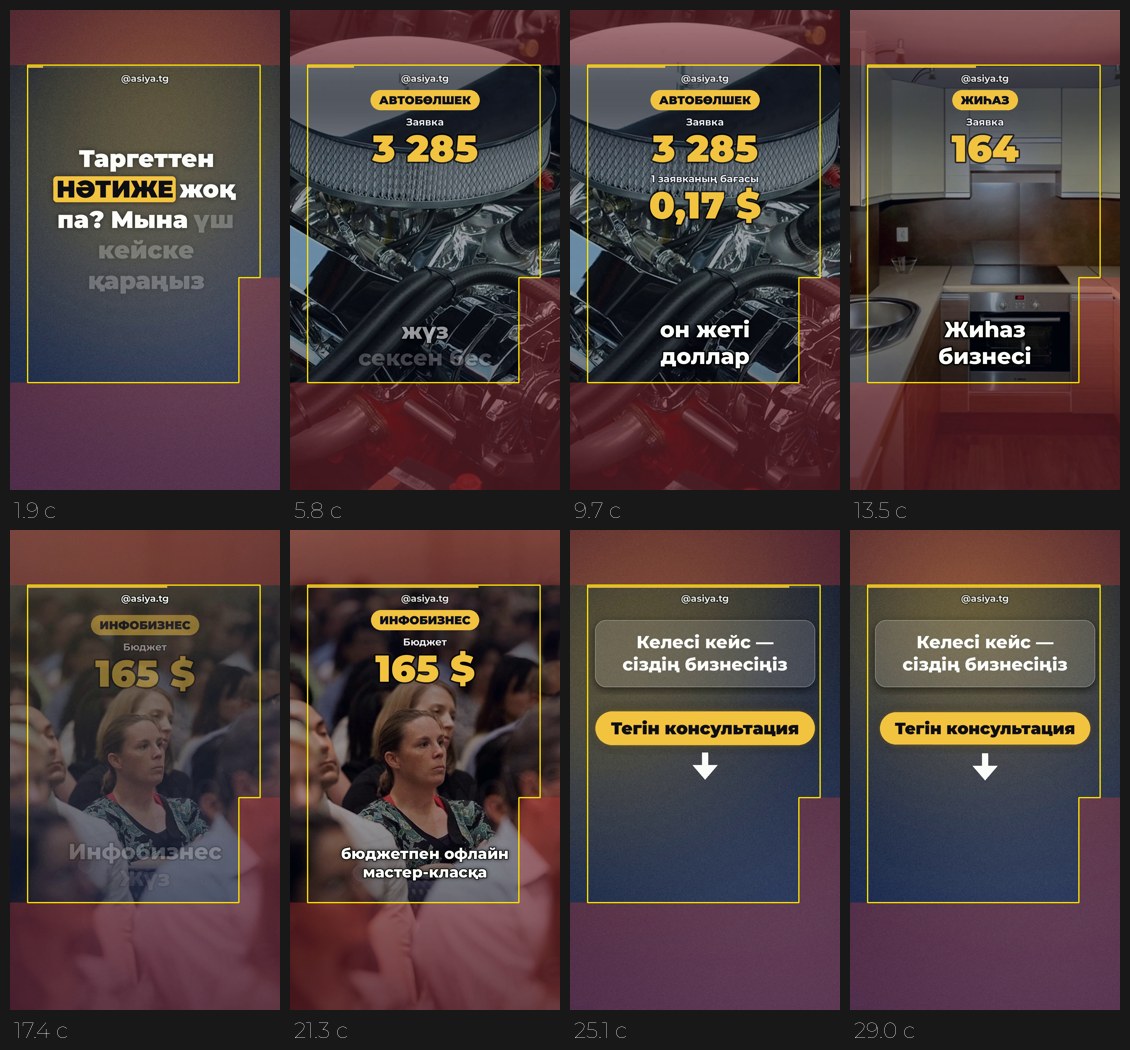 @asiya.tg
Таргеттен
НӘТИЖЕ жоқ
па? Мына үш
кейске
қараңыз
1.9 с
@asiya.tg
АВТОБӨЛШЕК
Заявка
3 285
жүз
сексен бес
5.8 с
@asiya.tg
АВТОБӨЛШЕК
Заявка
3 285
1 заявканың бағасы
0,17 $
он жеті
доллар
9.7 с
@asiya.tg
ЖИҺАЗ
Заявка
164
Жиһаз
бизнесі
13.5 с
@asiya.tg
ИНФОБИЗНЕС
Бюджет
165 $
Инфобизнес
Жүз
17.4 с
@asiya.tg
ИНФОБИЗНЕС
Бюджет
165 $
бюджетпен офлайн
мастер-класқа
21.3 с
@asiya.tg
Келесі кейс —
сіздің бизнесіңіз
Тегін консультация
25.1 с
@asiya.tg
Келесі кейс —
сіздің бизнесіңіз
Тегін консультация
29.0 с